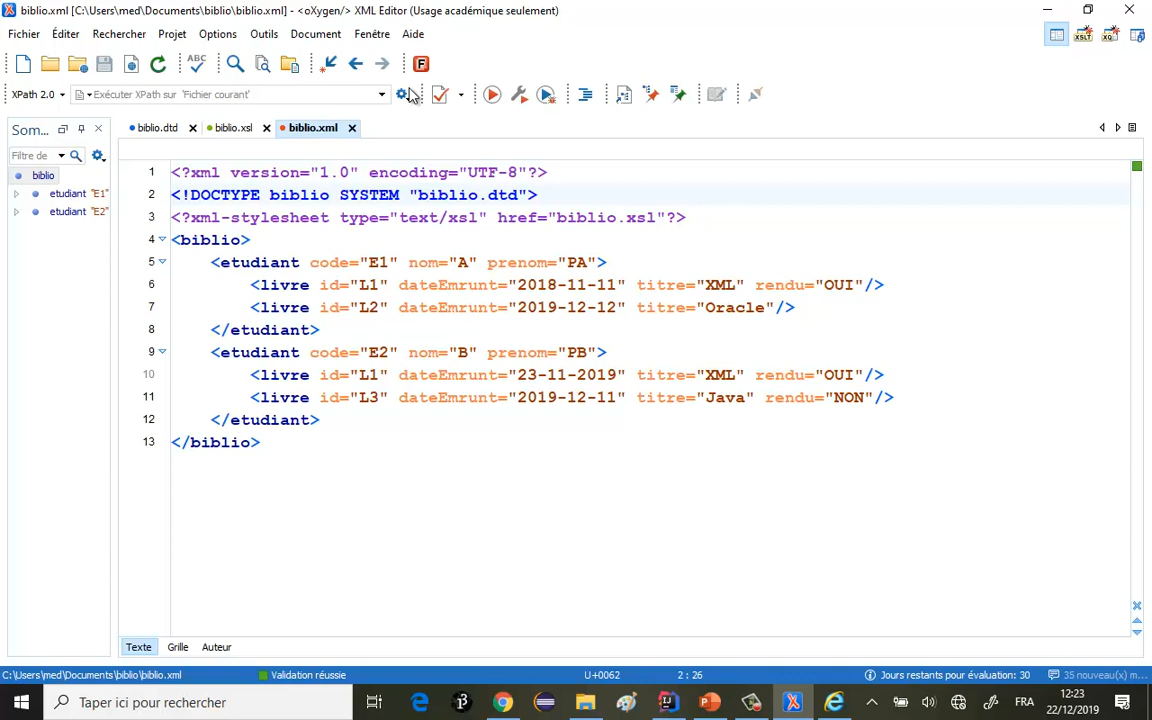 biblio.xml [C:\Users\med\Documents\biblio\biblio.xml] - <oXygen/> XML Editor (Usage académique seulement)
Fichier Éditer Rechercher Projet Options Outils Document Fenêtre Aide
ABC F XSLT XQ
XPath 2.0 Exécuter XPath sur 'Fichier courant'
Som... biblio.dtd biblio.xsl biblio.xml
Filtre de
biblio
etudiant "E1"
etudiant "E2"
1 <?xml version="1.0" encoding="UTF-8"?>
2 <!DOCTYPE biblio SYSTEM "biblio.dtd">
3 <?xml-stylesheet type="text/xsl" href="biblio.xsl"?>
4 <biblio>
5 <etudiant code="E1" nom="A" prenom="PA">
6 <livre id="L1" dateEmrunt="2018-11-11" titre="XML" rendu="OUI"/>
7 <livre id="L2" dateEmrunt="2019-12-12" titre="Oracle"/>
8 </etudiant>
9 <etudiant code="E2" nom="B" prenom="PB">
10 <livre id="L1" dateEmrunt="23-11-2019" titre="XML" rendu="OUI"/>
11 <livre id="L3" dateEmrunt="2019-12-11" titre="Java" rendu="NON"/>
12 </etudiant>
13 </biblio>
Texte Grille Auteur
C:\Users\med\Documents\biblio\biblio.xml Validation réussie U+0062 2 : 26 Jours restants pour évaluation: 30 35 nouveau(x) m...
Taper ici pour rechercher FRA 12:23
22/12/2019